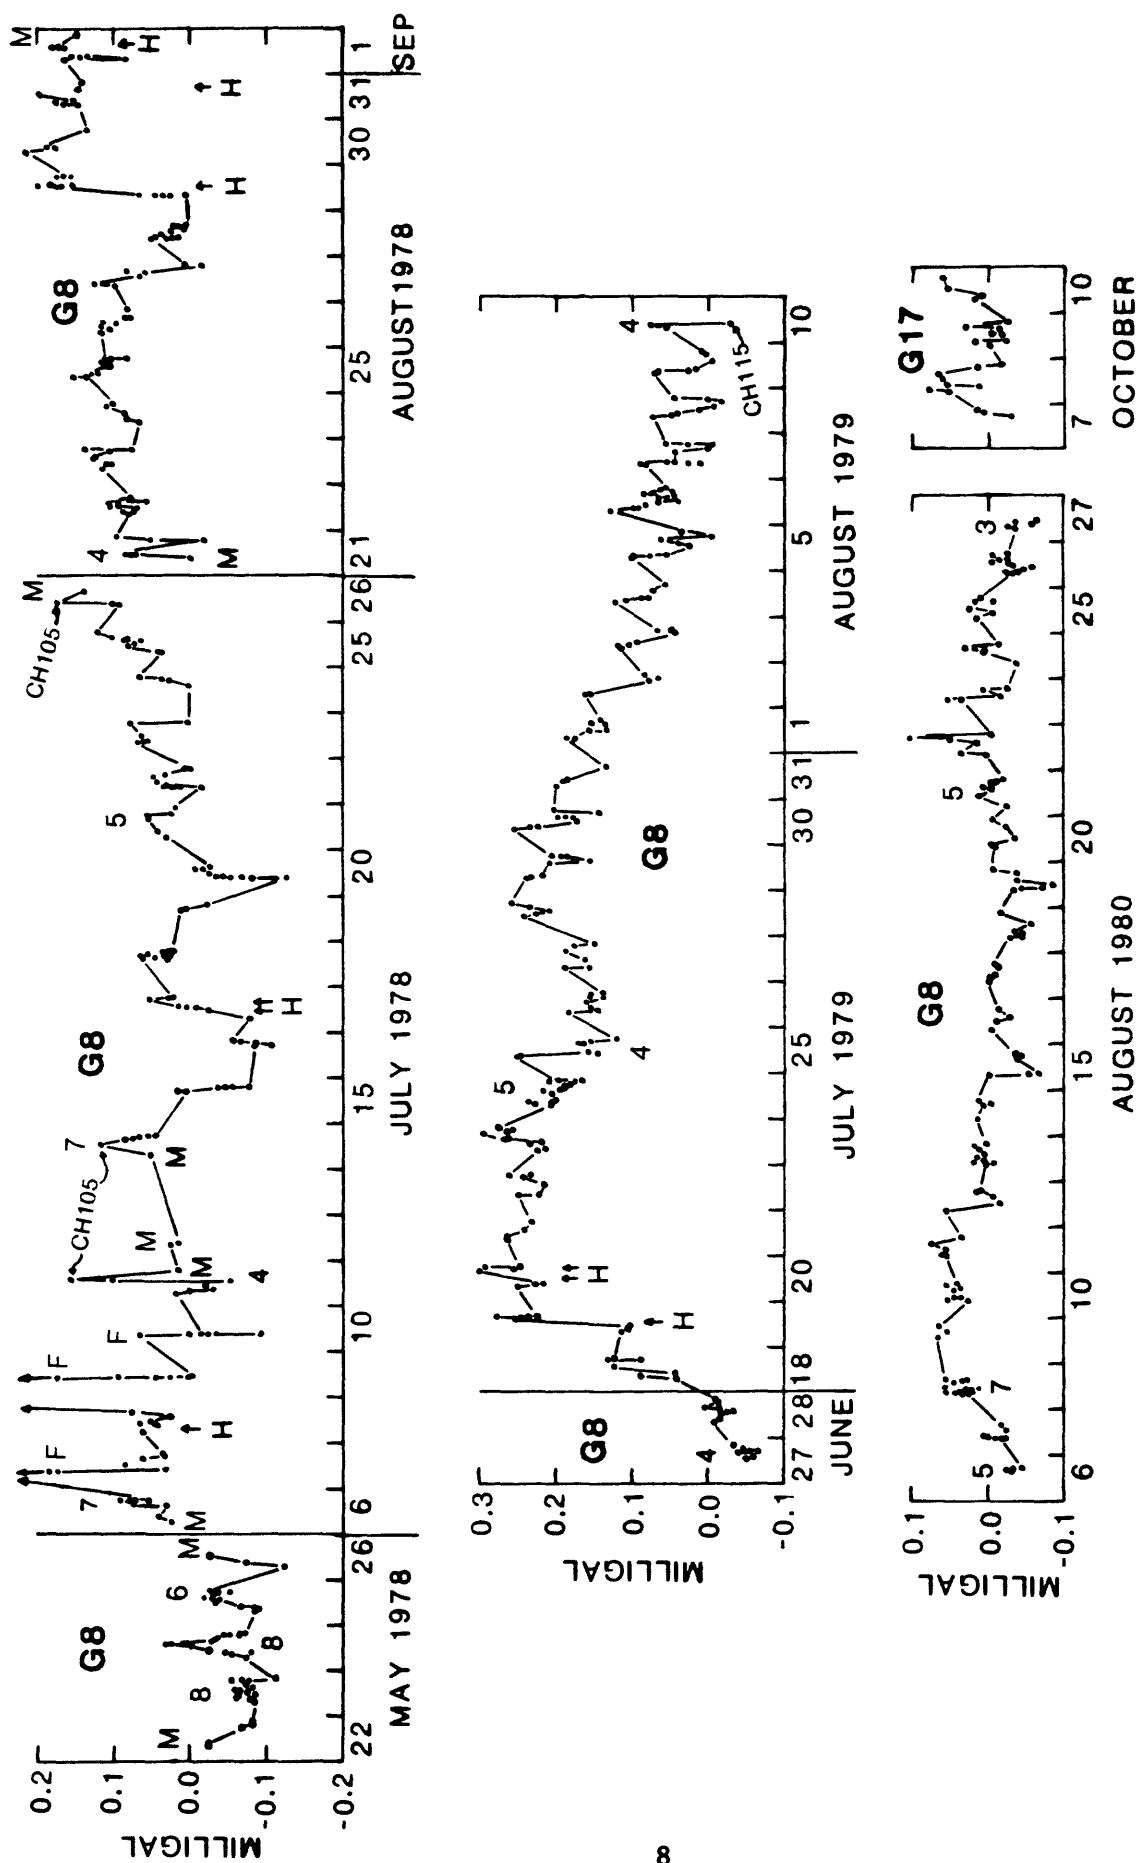 MILLIGAL
0.2
0.1
0.0
-0.1
-0.2
G8
M
8
8
6
M
22
26
MAY 1978
M
7
F
H
F
F
4
M
M
CH105
M
7
G8
H
5
CH105
M
6
10
15
20
25
26
JULY 1978
M
4
G8
H
H
H
M
21
25
30
31
1
AUGUST 1978
SEP
MILLIGAL
0.3
0.2
0.1
0.0
-0.1
4
G8
H
H
5
4
G8
4
CH115
27
28
18
20
25
30
31
1
5
10
JUNE
JULY 1979
AUGUST 1979
MILLIGAL
0.1
0.0
-0.1
5
7
G8
5
3
G17
6
10
15
20
25
27
7
10
AUGUST 1980
OCTOBER
8